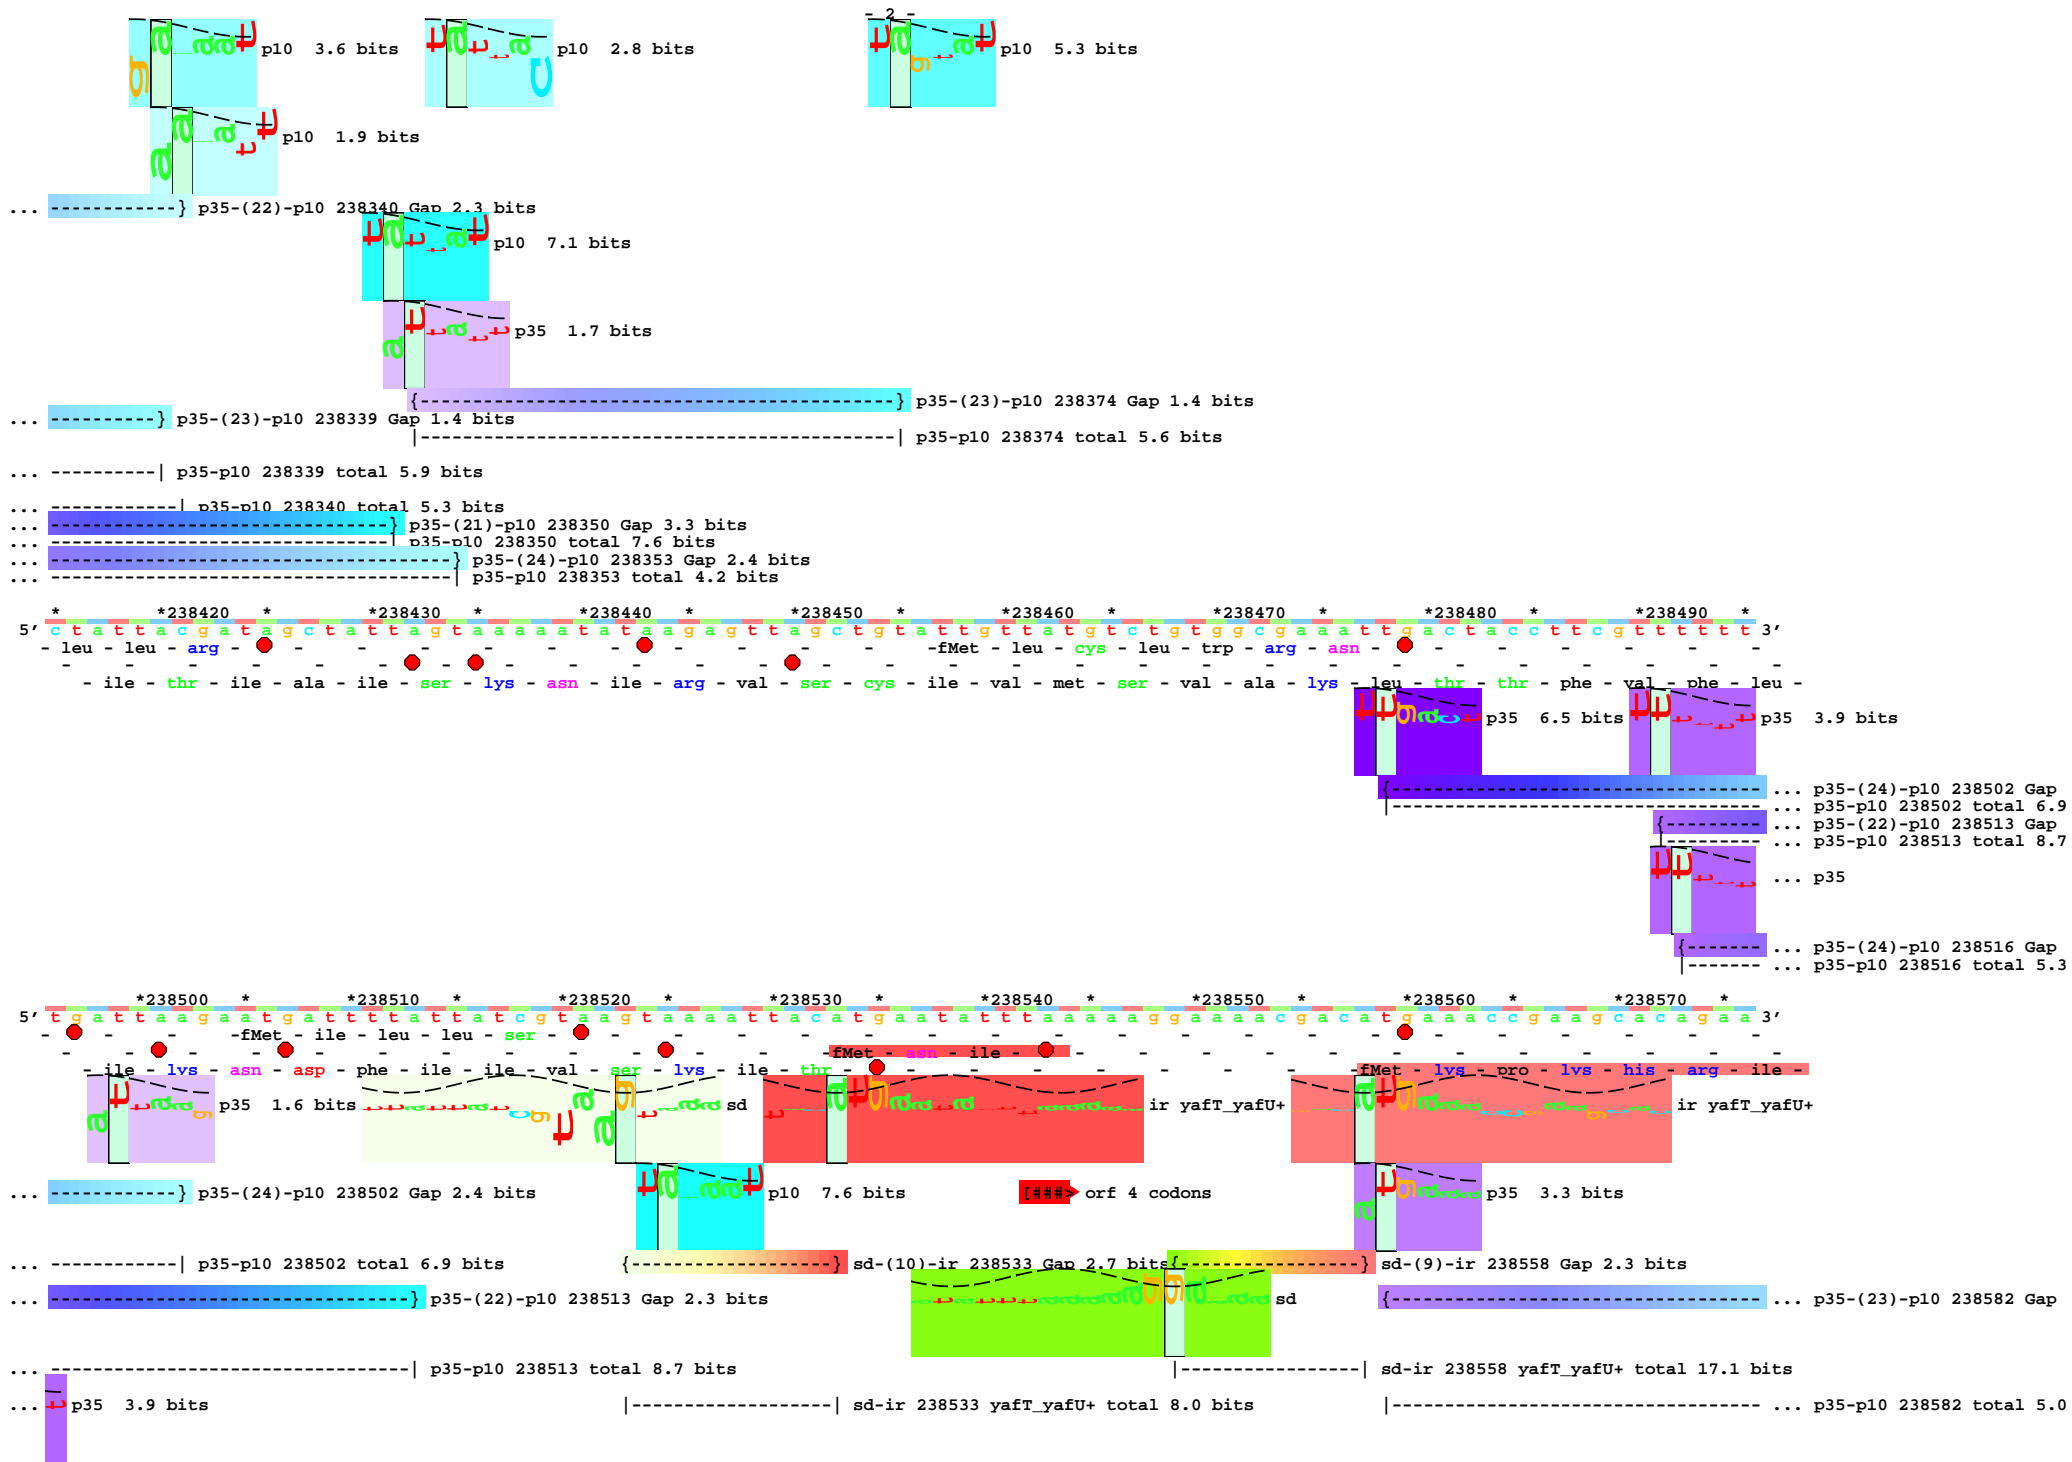 - 2 -
p10 3.6 bits
p10 2.8 bits
p10 5.3 bits
p10 1.9 bits
... ------------} p35-(22)-p10 238340 Gap 2.3 bits
p10 7.1 bits
p35 1.7 bits
{----------------------------------------------} p35-(23)-p10 238374 Gap 1.4 bits
... ----------} p35-(23)-p10 238339 Gap 1.4 bits
|---------------------------------------------| p35-p10 238374 total 5.6 bits
... ----------| p35-p10 238339 total 5.9 bits
... ------------| p35-p10 238340 total 5.3 bits
... --------------------------------} p35-(21)-p10 238350 Gap 3.3 bits
... --------------------------------| p35-p10 238350 total 7.6 bits
... --------------------------------------} p35-(24)-p10 238353 Gap 2.4 bits
... --------------------------------------| p35-p10 238353 total 4.2 bits
* *238420 * *238430 * *238440 * *238450 * *238460 * *238470 * *238480 * *238490 *
5' c t a t t a c g a t a g c t a t t a g t a a a a a t a t a a g a g t t a g c t g t a t t g t t a t g t c t g t g g c g a a a t t g a c t a c c t t c g t t t t t t 3'
- leu - leu - arg - - - - - - - - - - -fMet - leu - cys - leu - trp - arg - asn - - - - - - -
- ile - thr - ile - ala - ile - ser - lys - asn - ile - arg - val - ser - cys - ile - val - met - ser - val - ala - lys - leu - thr - thr - phe - val - phe - leu -
p35 6.5 bits
p35 3.9 bits
{----------------------------------- ... p35-(24)-p10 238502 Gap
|----------------------------------- ... p35-p10 238502 total 6.9
{--------- ... p35-(22)-p10 238513 Gap
|--------- ... p35-p10 238513 total 8.7
... p35
{------- ... p35-(24)-p10 238516 Gap
|------- ... p35-p10 238516 total 5.3
*238500 * *238510 * *238520 * *238530 * *238540 * *238550 * *238560 * *238570 *
5' t g a t t a a g a a t g a t t t t a t t a t c g t a a g t a a a a t t a c a t g a a t a t t t a a a a a g g a a a c g a c a t g a a a c c g a a g c a c a g a a 3'
- - - -fMet - ile - leu - leu - ser - - - - - - - - - - - - - - - - - - -
- - - - - - - - - - - -fMet - asn - ile - - - - - - - - - - - -
- ile - lys - asn - asp - phe - ile - ile - val - ser - lys - ile - thr - - - - - - - - -fMet - lys - pro - lys - his - arg - ile -
p35 1.6 bits
sd
ir yafT_yafU+
ir yafT_yafU+
... ------------} p35-(24)-p10 238502 Gap 2.4 bits
p10 7.6 bits
[###> orf 4 codons
p35 3.3 bits
... ------------| p35-p10 238502 total 6.9 bits
{-------------------} sd-(10)-ir 238533 Gap 2.7 bits
{-----------------} sd-(9)-ir 238558 Gap 2.3 bits
... ----------------------------------} p35-(22)-p10 238513 Gap 2.3 bits
sd
{----------------------------------- ... p35-(23)-p10 238582 Gap
... ----------------------------------| p35-p10 238513 total 8.7 bits
|-----------------| sd-ir 238558 yafT_yafU+ total 17.1 bits
... p35 3.9 bits
|-------------------| sd-ir 238533 yafT_yafU+ total 8.0 bits
|----------------------------------- ... p35-p10 238582 total 5.0